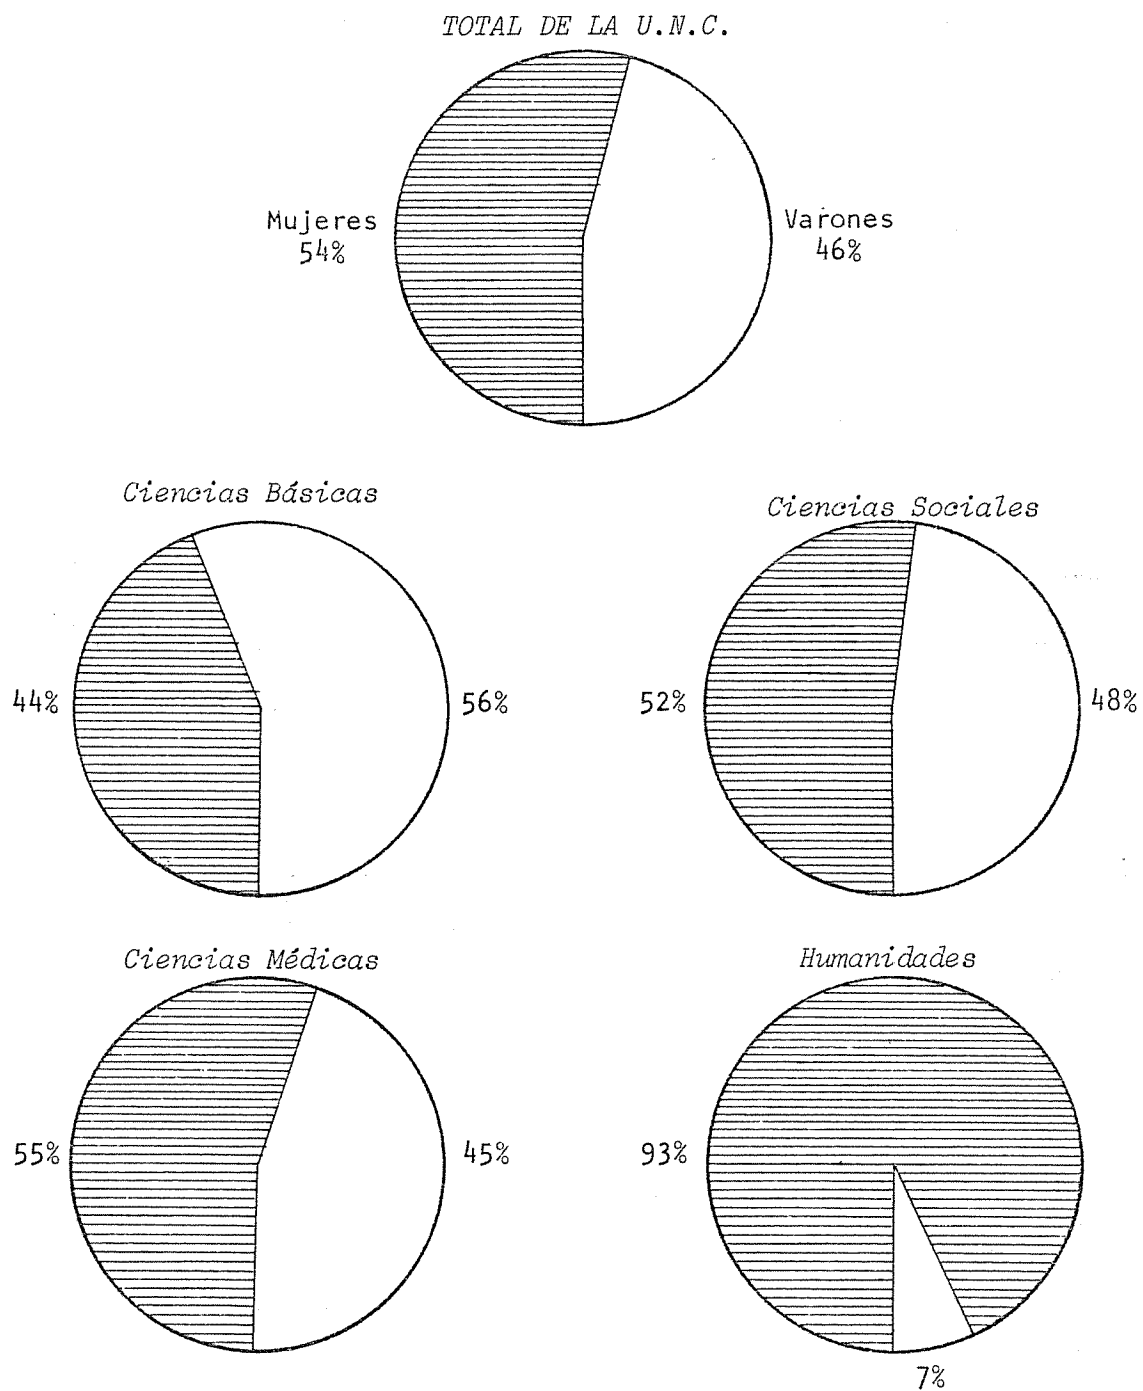 TOTAL DE LA U.N.C.
Mujeres
54%
Varones
46%
Ciencias Básicas
44%
56%
Ciencias Sociales
52%
48%
Ciencias Médicas
55%
45%
Humanidades
93%
7%